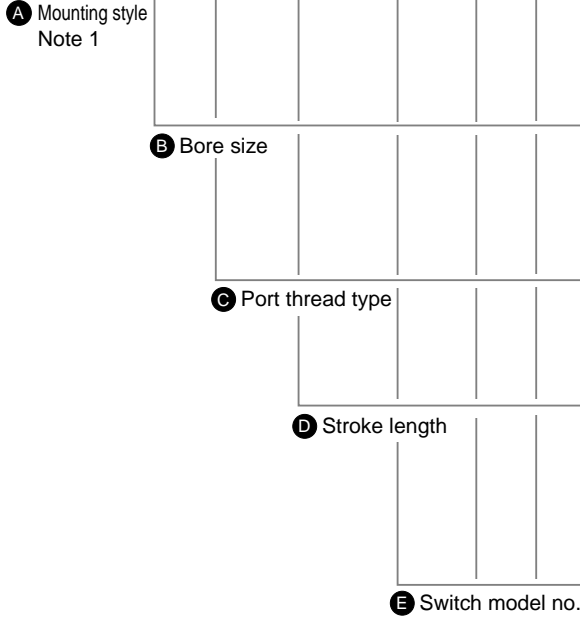 A Mounting style
Note 1
B Bore size
C Port thread type
D Stroke length
E Switch model no.